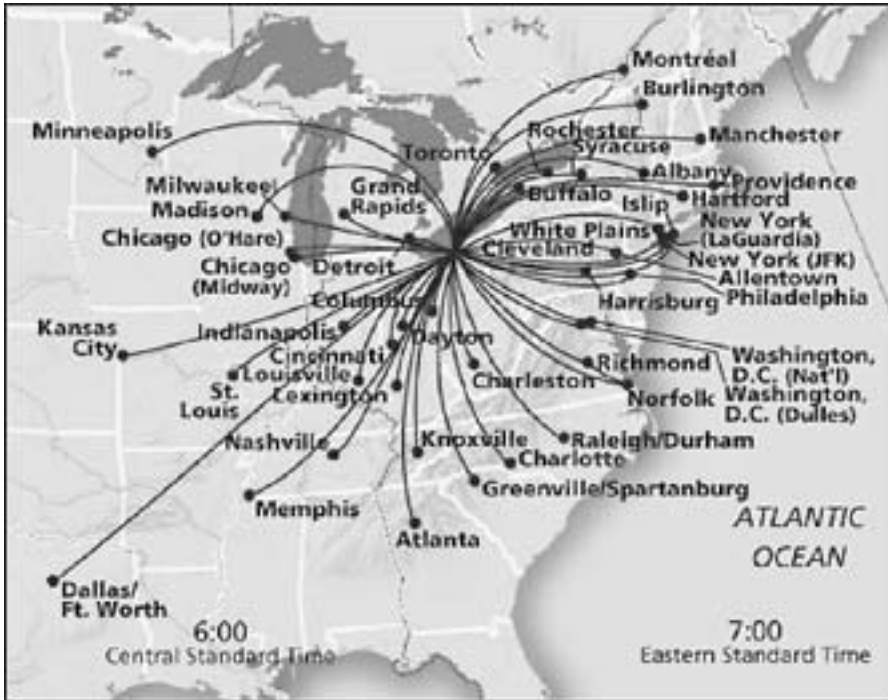 Montréal
Burlington
Minneapolis
Rochester
Manchester
Syracuse
Toronto
Albany
Milwaukee
Grand
Rapids
Providence
Buffalo
Hartford
Madison
Islip
White Plains
New York
(LaGuardia)
Chicago (O'Hare)
Cleveland
New York (JFK)
Chicago
(Midway)
Detroit
Allentown
Columbus
Harrisburg
Philadelphia
Kansas
City
Indianapolis
Dayton
Cincinnati
Richmond
Washington,
D.C. (Nat'l)
St.
Louis
Louisville
Charleston
Lexington
Norfolk
Washington,
D.C. (Dulles)
Nashville
Knoxville
Raleigh/Durham
Charlotte
Greenville/Spartanburg
Memphis
Atlanta
ATLANTIC
OCEAN
Dallas/
Ft. Worth
6:00
Central Standard Time
7:00
Eastern Standard Time